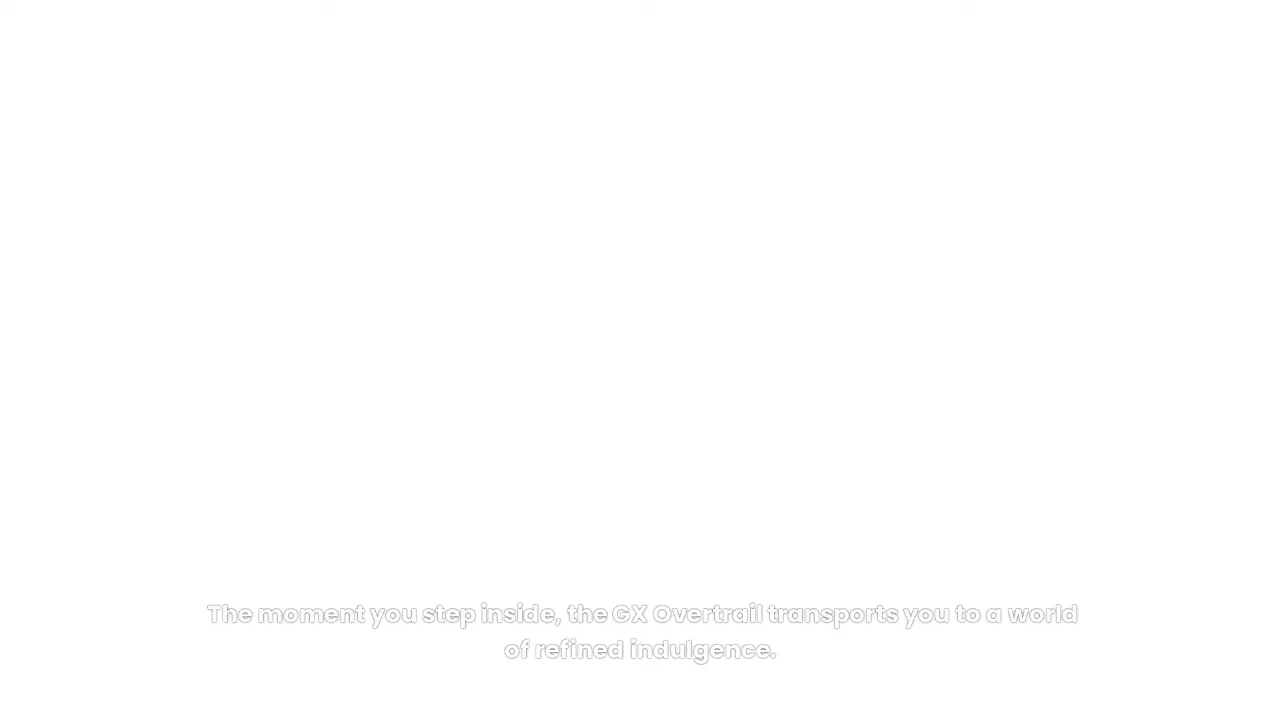 The moment you step inside, the GX Overtrail transports you to a world
of refined indulgence.